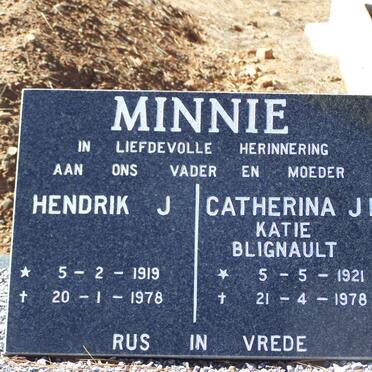 MINNIE
IN LIEFDEVOLLE HERINNERING
AAN ONS VADER EN MOEDER
HENDRIK J
★ 5-2-1919
✝ 20-1-1978
CATHERINA J
KATIE
BLIGNAULT
★ 5-5-1921
✝ 21-4-1978
RUS IN VREDE